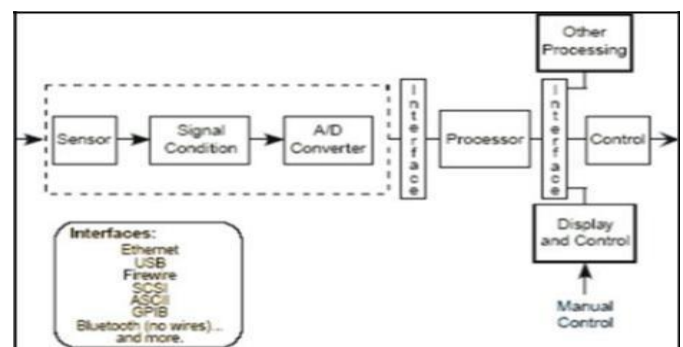 Other
Processing
Interface
Interface
Sensor
Signal
Condition
A/D
Converter
Processor
Control
Display
and Control
Manual
Control
Interfaces:
Ethernet
USB
Firewire
SCSI
ASCII
GPIB
Bluetooth (no wires)...
and more.